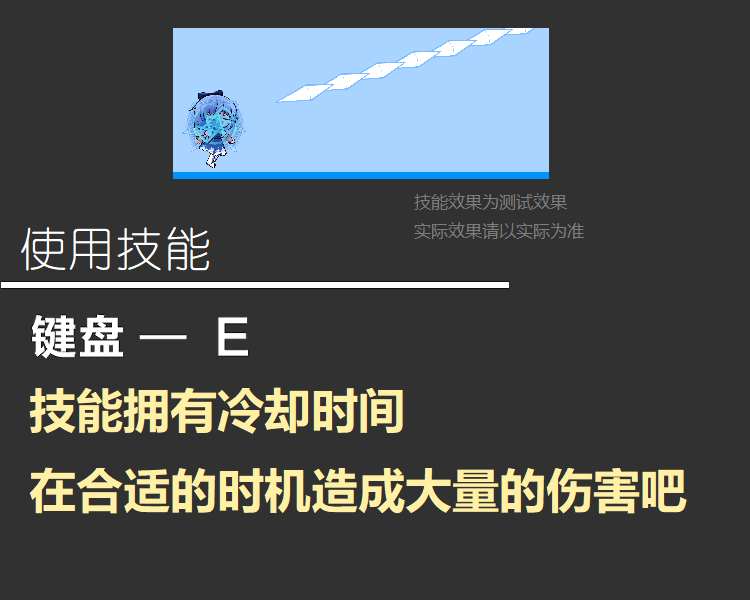 技能效果为测试效果
实际效果请以实际为准
使用技能
键盘 — E
技能拥有冷却时间
在合适的时机造成大量的伤害吧